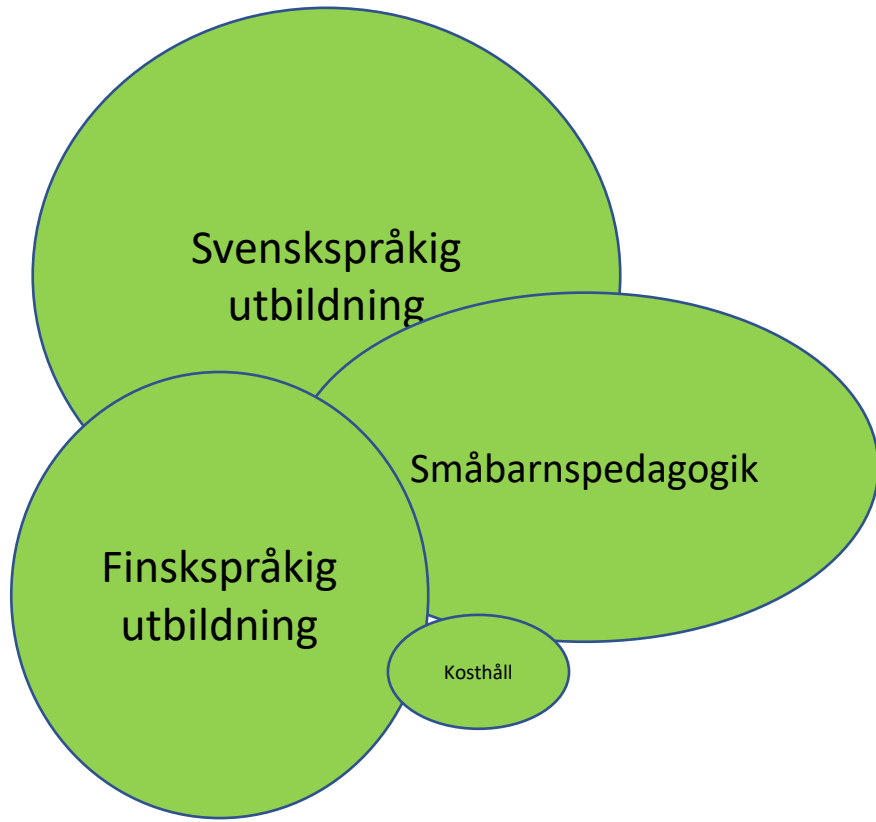 Svenskspråkig
utbildning
Småbarnspedagogik
Finskspråkig
utbildning
Kosthåll